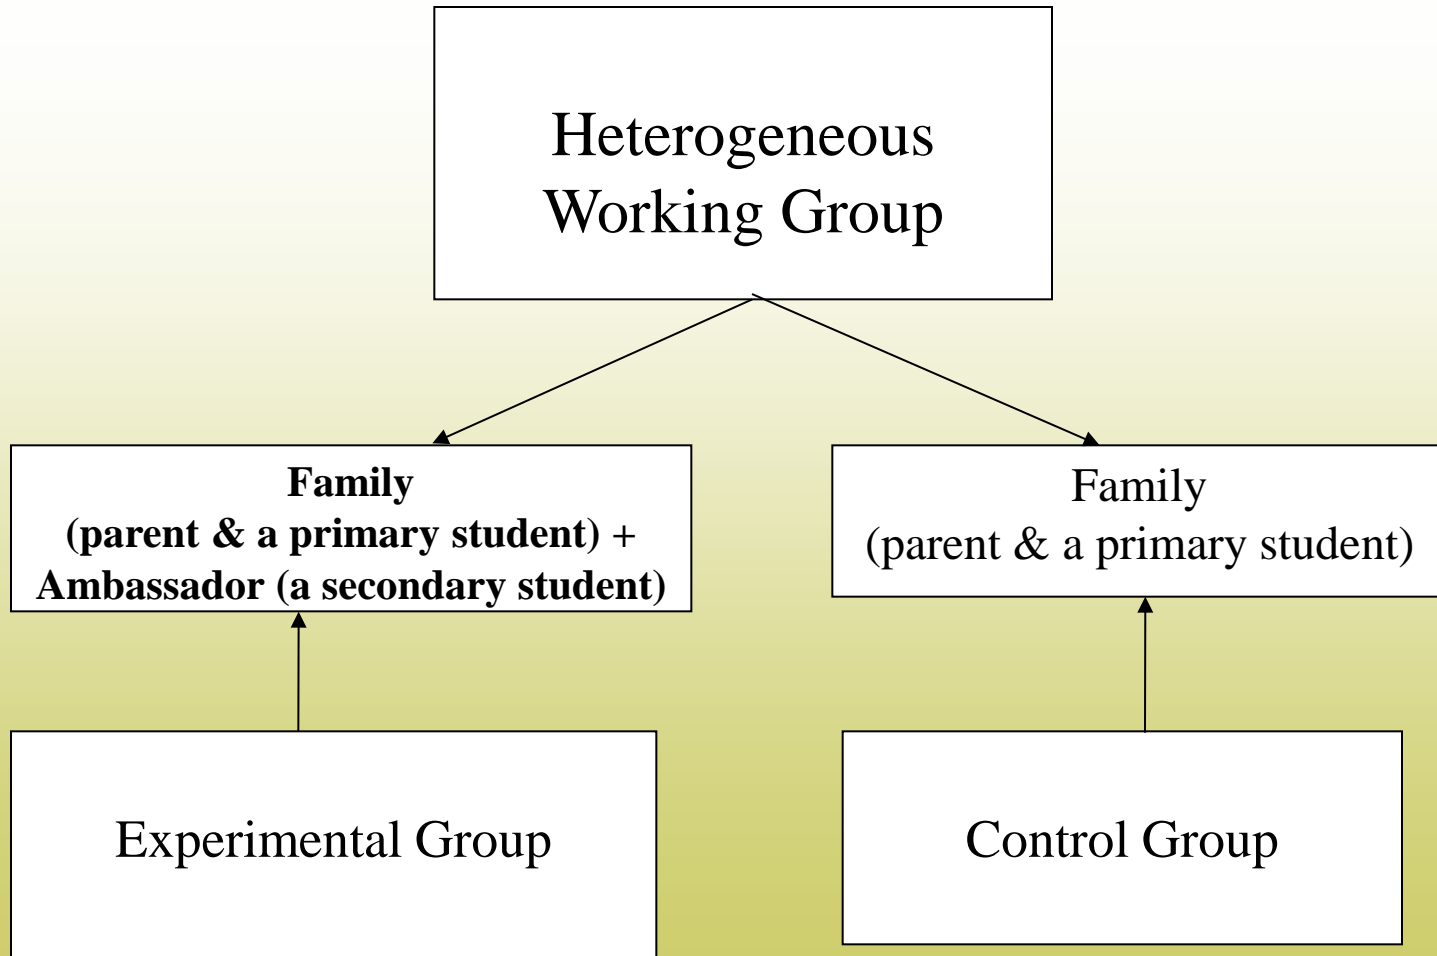 Heterogeneous
Working Group
Family
(parent & a primary student) +
Ambassador (a secondary student)
Family
(parent & a primary student)
Experimental Group
Control Group